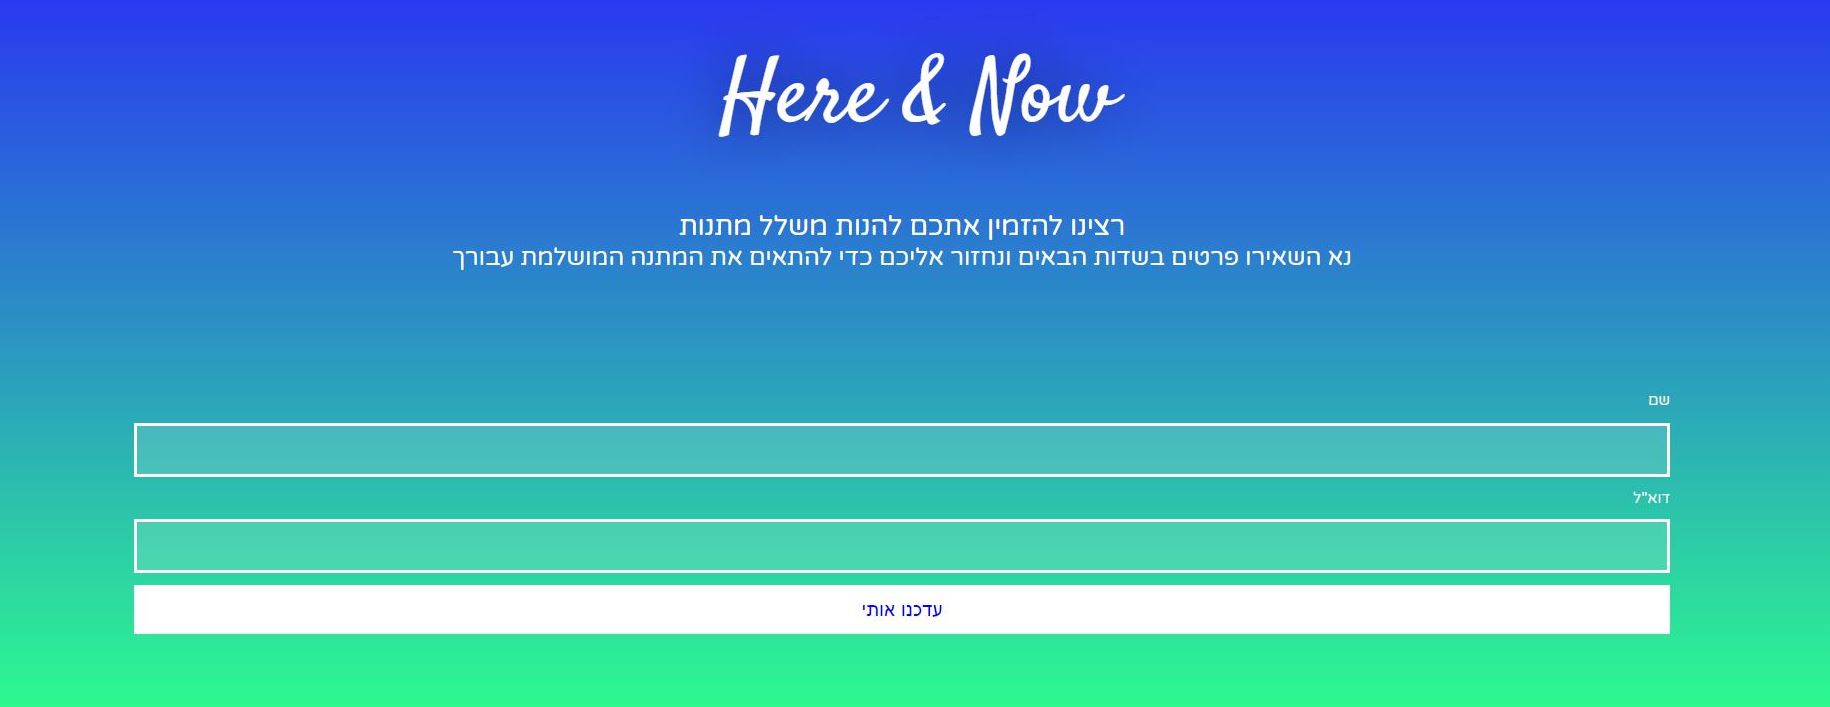 Here & Now
רצינו להזמין אתכם להנות משלל מתנות
נא השאירו פרטים בשדות הבאים ונחזור אליכם כדי להתאים את המתנה המושלמת עבורך
שם
דוא"ל
עדכנו אותי